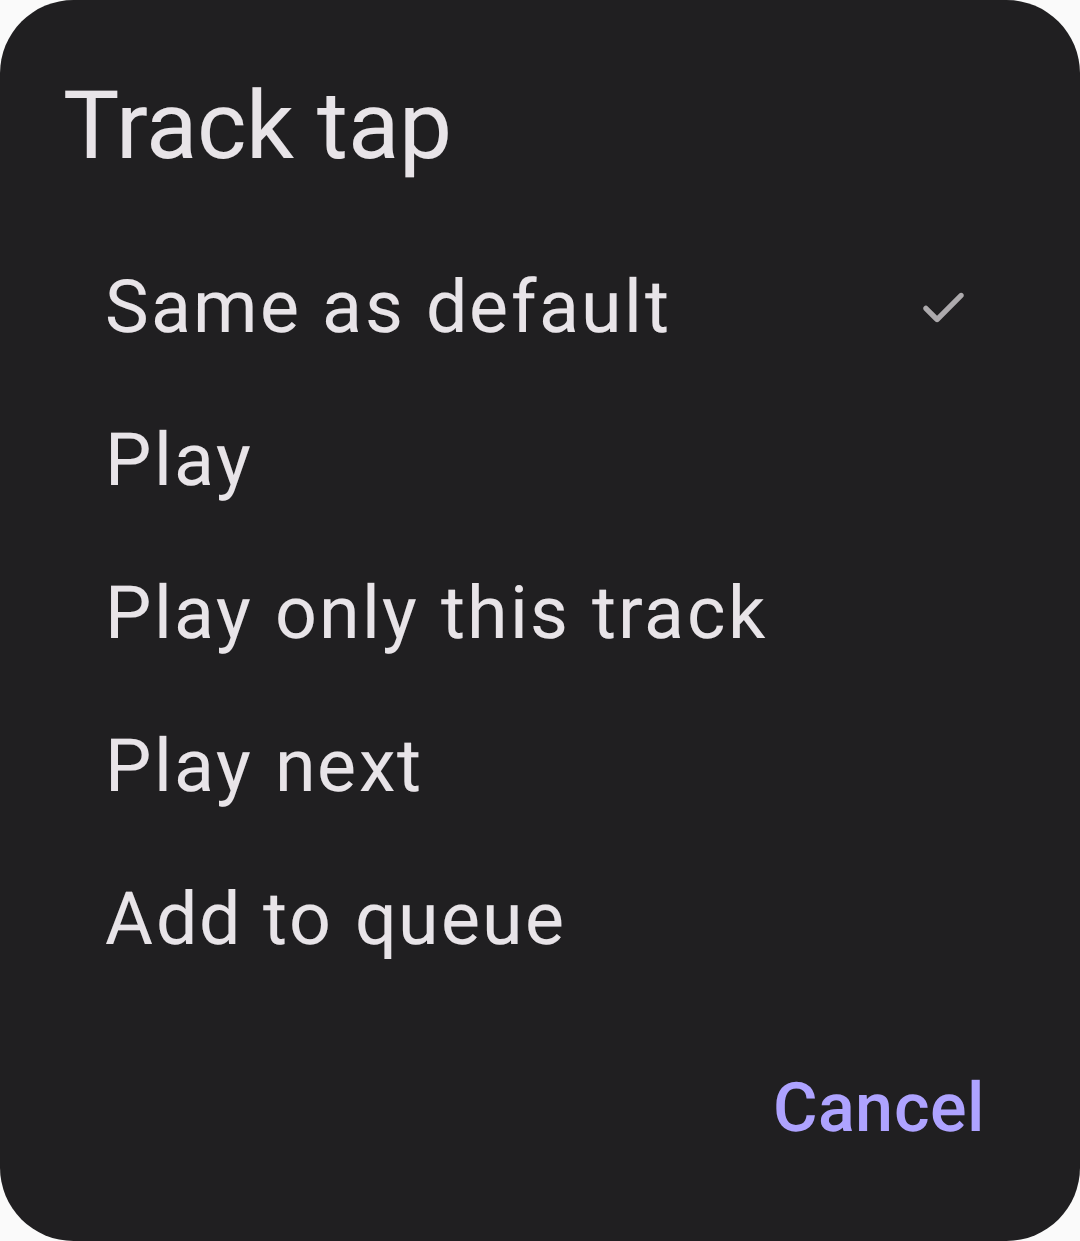 Track tap
Same as default
Play
Play only this track
Play next
Add to queue
Cancel